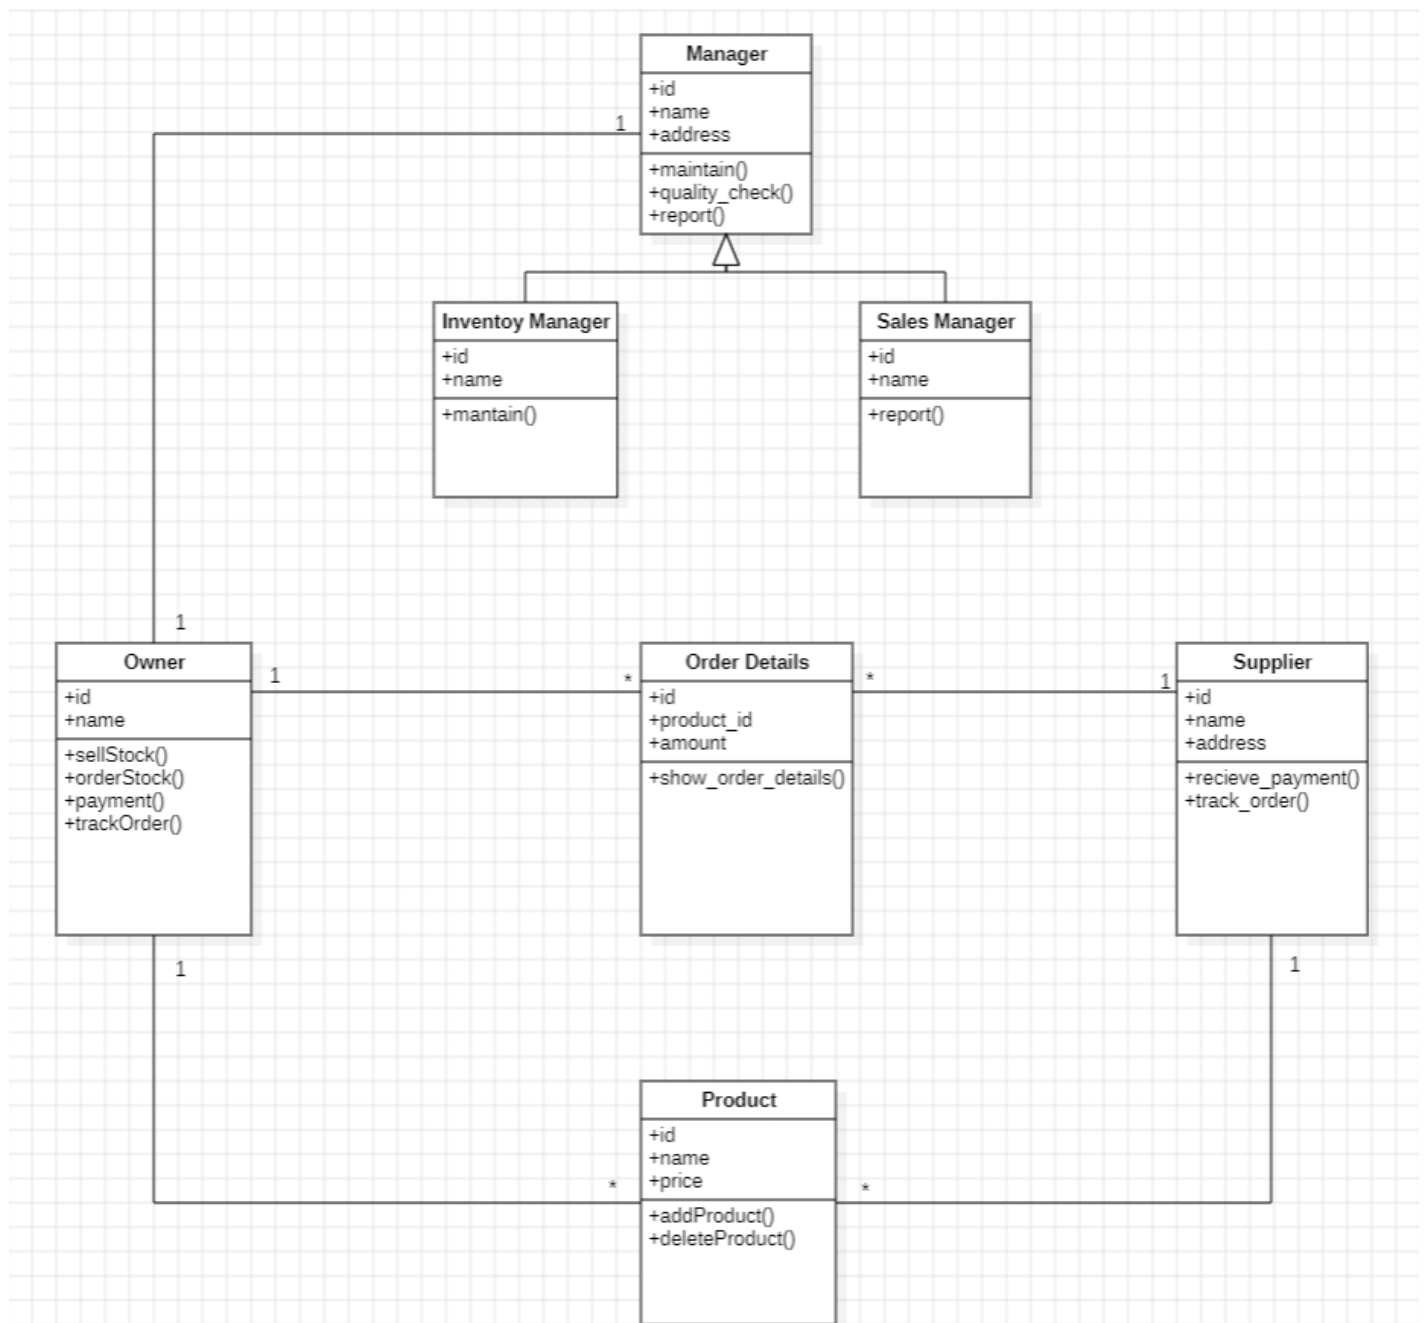 Manager
+id
+name
+address
+maintain()
+quality_check()
+report()
1
Inventoy Manager
+id
+name
+mantain()
Sales Manager
+id
+name
+report()
1
Owner
+id
+name
+sellStock()
+orderStock()
+payment()
+trackOrder()
1
*
Order Details
+id
+product_id
+amount
+show_order_details()
*
1
Supplier
+id
+name
+address
+recieve_payment()
+track_order()
1
1
*
Product
+id
+name
+price
+addProduct()
+deleteProduct()
*